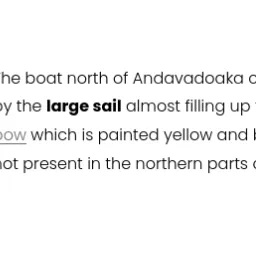 he boat north of Andavadoaka
by the large sail almost filling up
bow which is painted yellow and
not present in the northern parts